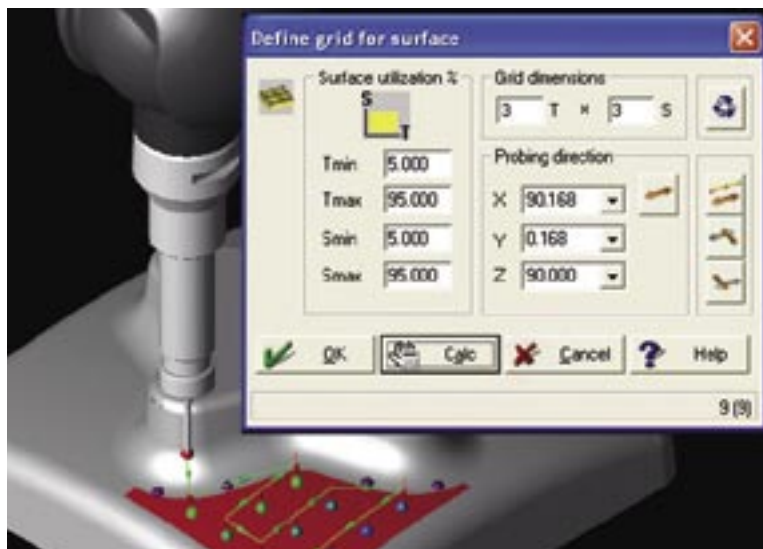 Define grid for surface
Surface utilization %
S
T
Tmin 5.000
Tmax 95.000
Smin 5.000
Smax 95.000
Grid dimensions
3 T × 3 S
Probing direction
X 90.168
Y 0.168
Z 90.000
OK Calc Cancel Help
9 (9)